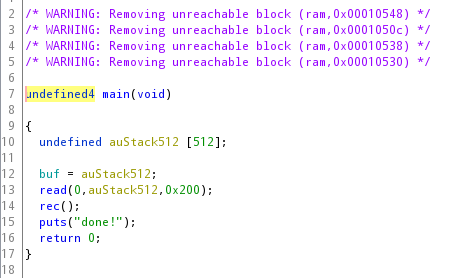 2 /* WARNING: Removing unreachable block (ram,0x00010548) */
3 /* WARNING: Removing unreachable block (ram,0x0001050c) */
4 /* WARNING: Removing unreachable block (ram,0x00010538) */
5 /* WARNING: Removing unreachable block (ram,0x00010530) */
6
7 undefined4 main(void)
8
9 {
10   undefined auStack512 [512];
11
12   buf = auStack512;
13   read(0,auStack512,0x200);
14   rec();
15   puts("done!");
16   return 0;
17 }
18